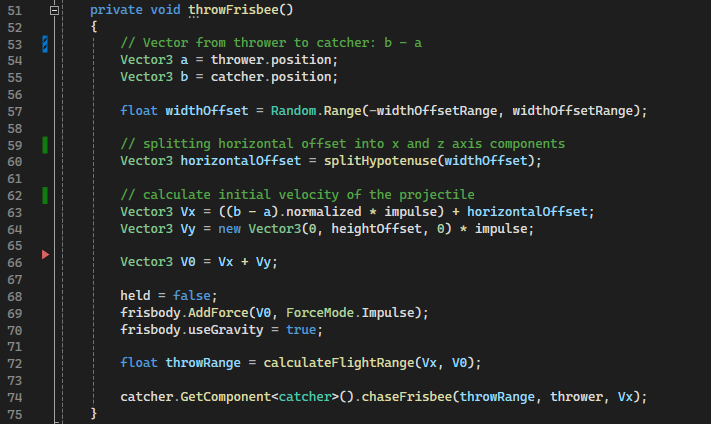 51 private void throwFrisbee()
52 {
53 // Vector from thrower to catcher: b - a
54 Vector3 a = thrower.position;
55 Vector3 b = catcher.position;
56
57 float widthOffset = Random.Range(-widthOffsetRange, widthOffsetRange);
58
59 // splitting horizontal offset into x and z axis components
60 Vector3 horizontalOffset = splitHypotenuse(widthOffset);
61
62 // calculate initial velocity of the projectile
63 Vector3 Vx = ((b - a).normalized * impulse) + horizontalOffset;
64 Vector3 Vy = new Vector3(0, heightOffset, 0) * impulse;
65
66 Vector3 V0 = Vx + Vy;
67
68 held = false;
69 frisbody.AddForce(V0, ForceMode.Impulse);
70 frisbody.useGravity = true;
71
72 float throwRange = calculateFlightRange(Vx, V0);
73
74 catcher.GetComponent<catcher>().chaseFrisbee(throwRange, thrower, Vx);
75 }